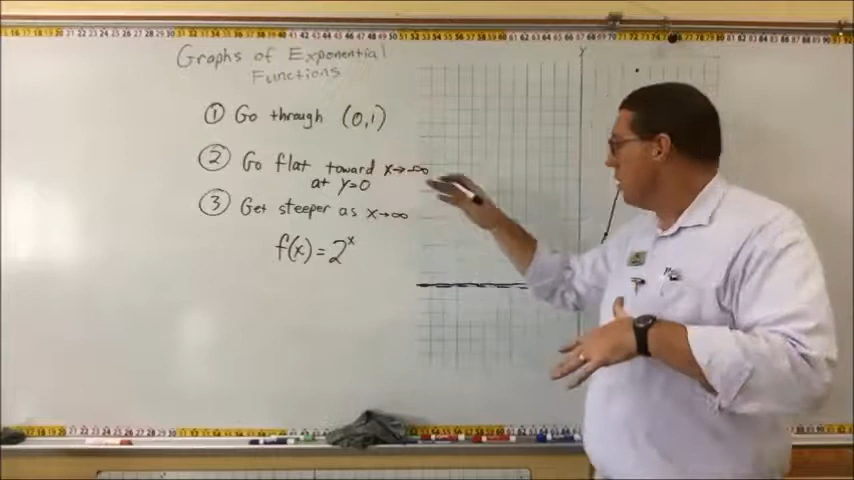 Graphs of Exponential
Functions
① Go through (0,1)
② Go flat toward x→-∞
at y=0
③ Get steeper as x→∞
f(x) = 2ˣ
y